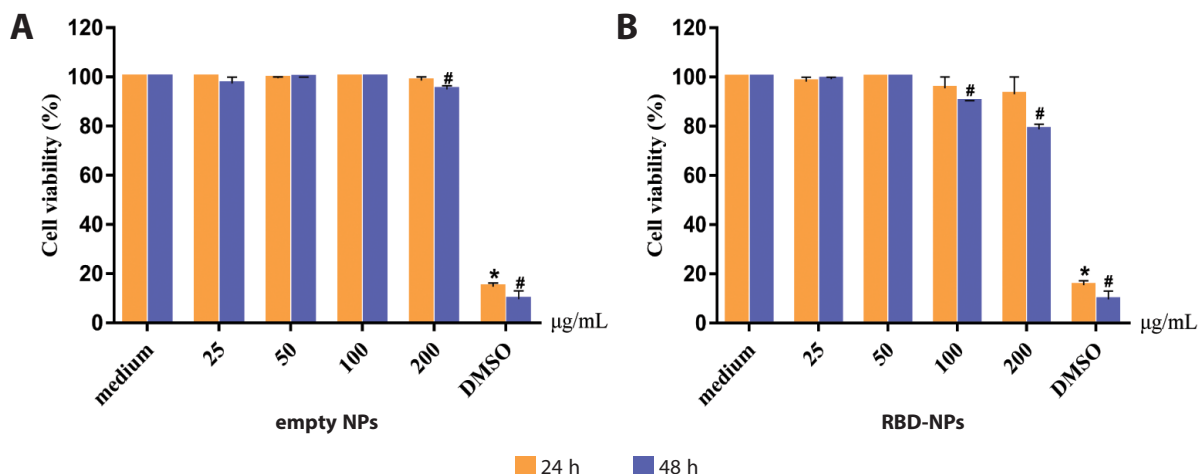 A
Cell viability (%)
120
100
80
60
40
20
0
#
*
#
μg/mL
medium
25
50
100
200
DMSO
empty NPs
B
Cell viability (%)
120
100
80
60
40
20
0
#
#
*
#
μg/mL
medium
25
50
100
200
DMSO
RBD-NPs
24 h
48 h